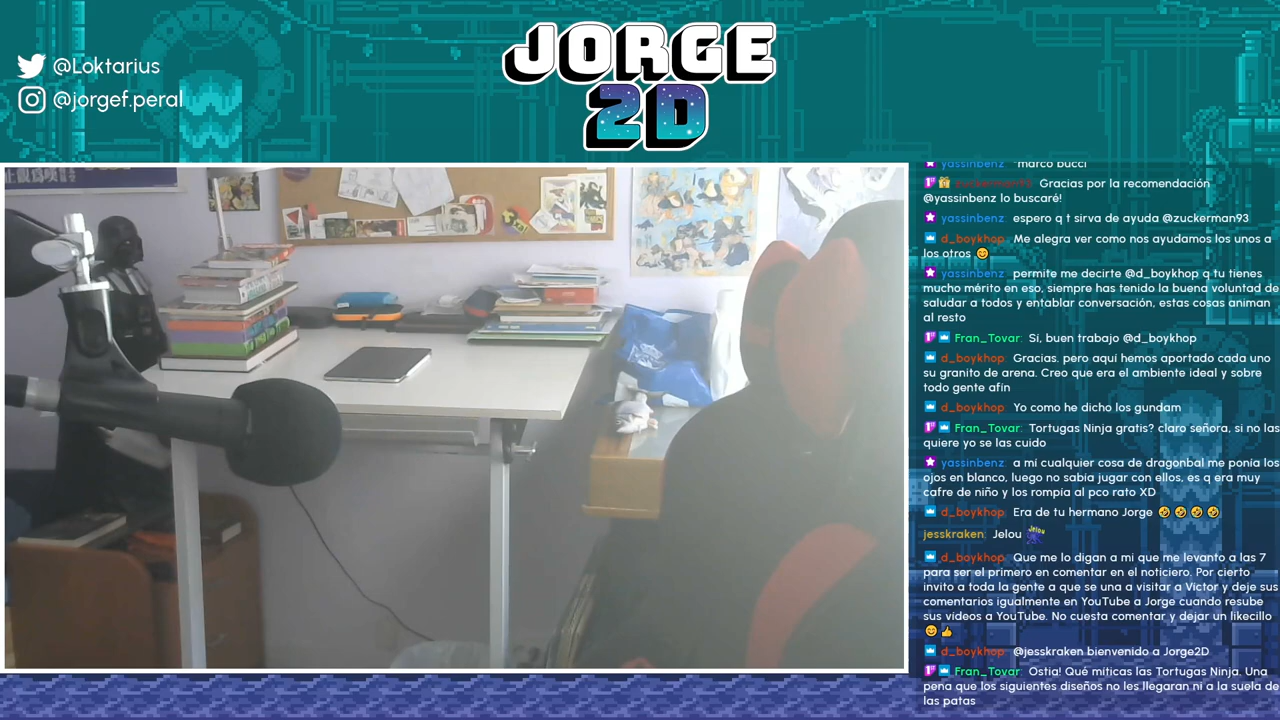 @Loktarius
@jorgef.peral
JORGE
2D
yassinbenz: *marco bucci
zuckerman93: Gracias por la recomendación
@yassinbenz lo buscaré!
yassinbenz: espero q t sirva de ayuda @zuckerman93
d_boykhop: Me alegra ver como nos ayudamos los unos a
los otros 😊
yassinbenz: permite me decirte @d_boykhop q tu tienes
mucho mérito en eso, siempre has tenido la buena voluntad de
saludar a todos y entablar conversación, estas cosas animan
al resto
Fran_Tovar: Si, buen trabajo @d_boykhop
d_boykhop: Gracias. pero aquí hemos aportado cada uno
su granito de arena. Creo que era el ambiente ideal y sobre
todo gente afín
d_boykhop: Yo como he dicho los gundam
Fran_Tovar: Tortugas Ninja gratis? claro señora, si no las
quiere yo se las cuido
yassinbenz: a mi cualquier cosa de dragonbal me ponia los
ojos en blanco, luego no sabia jugar con ellos, es q era muy
cafre de niño y los rompia al pco rato XD
d_boykhop: Era de tu hermano Jorge 🤣🤣🤣🤣
jesskraken: Jelou
d_boykhop: Que me lo digan a mi que me levanto a las 7
para ser el primero en comentar en el noticiero. Por cierto
invito a toda la gente a que se una a visitar a Víctor y deje sus
comentarios igualmente en YouTube a Jorge cuando resube
sus vídeos a YouTube. No cuesta comentar y dejar un likecillo
😊👍
d_boykhop: @jesskraken bienvenido a Jorge2D
Fran_Tovar: Ostia! Qué míticas las Tortugas Ninja. Una
pena que los siguientes diseños no les llegaran ni a la suela de
las patas